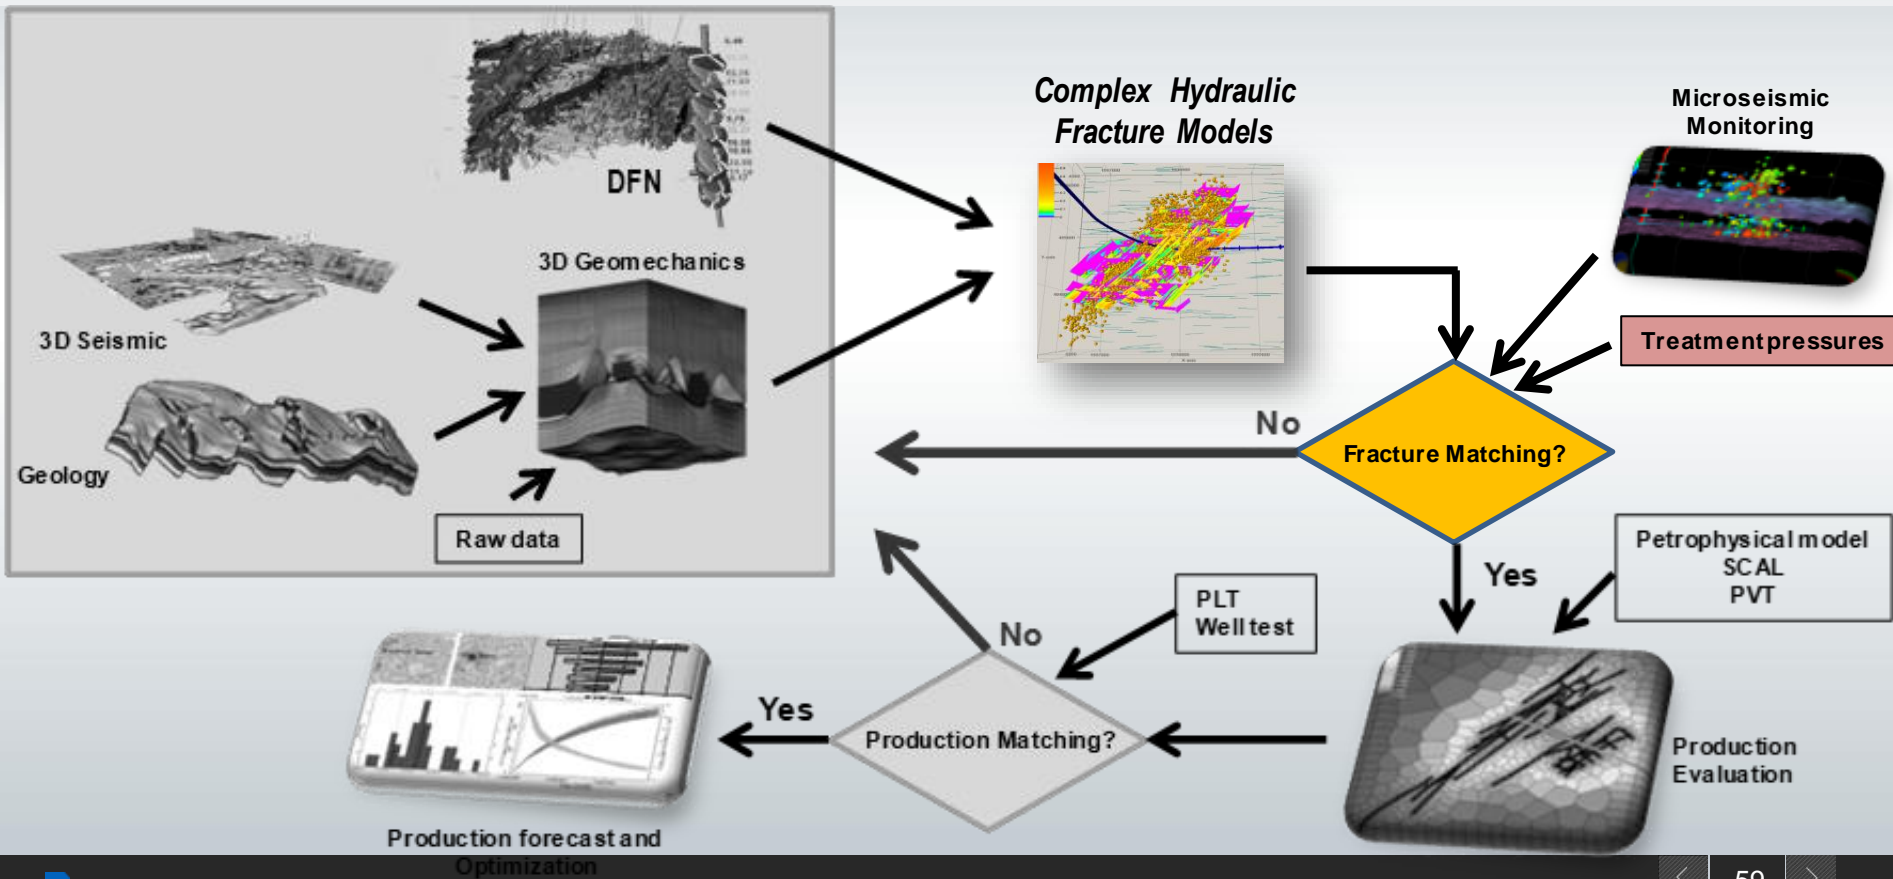 DFN
3D Geomechanics
3D Seismic
Geology
Raw data
Complex Hydraulic
Fracture Models
Microseismic
Monitoring
Treatment pressures
Fracture Matching?
No
Yes
Petrophysical model
SCAL
PVT
PLT
Well test
No
Yes
Production Matching?
Production
Evaluation
Production forecast and
Optimization
59